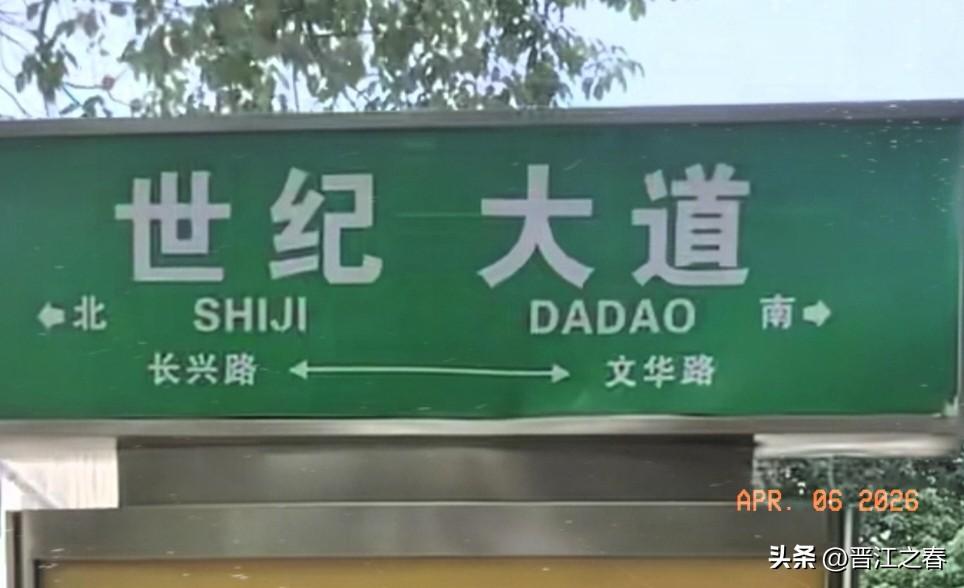 世纪 大道
北 SHIJI DADAO 南
长兴路 文华路
APR. 06 2026
头条 @晋江之春